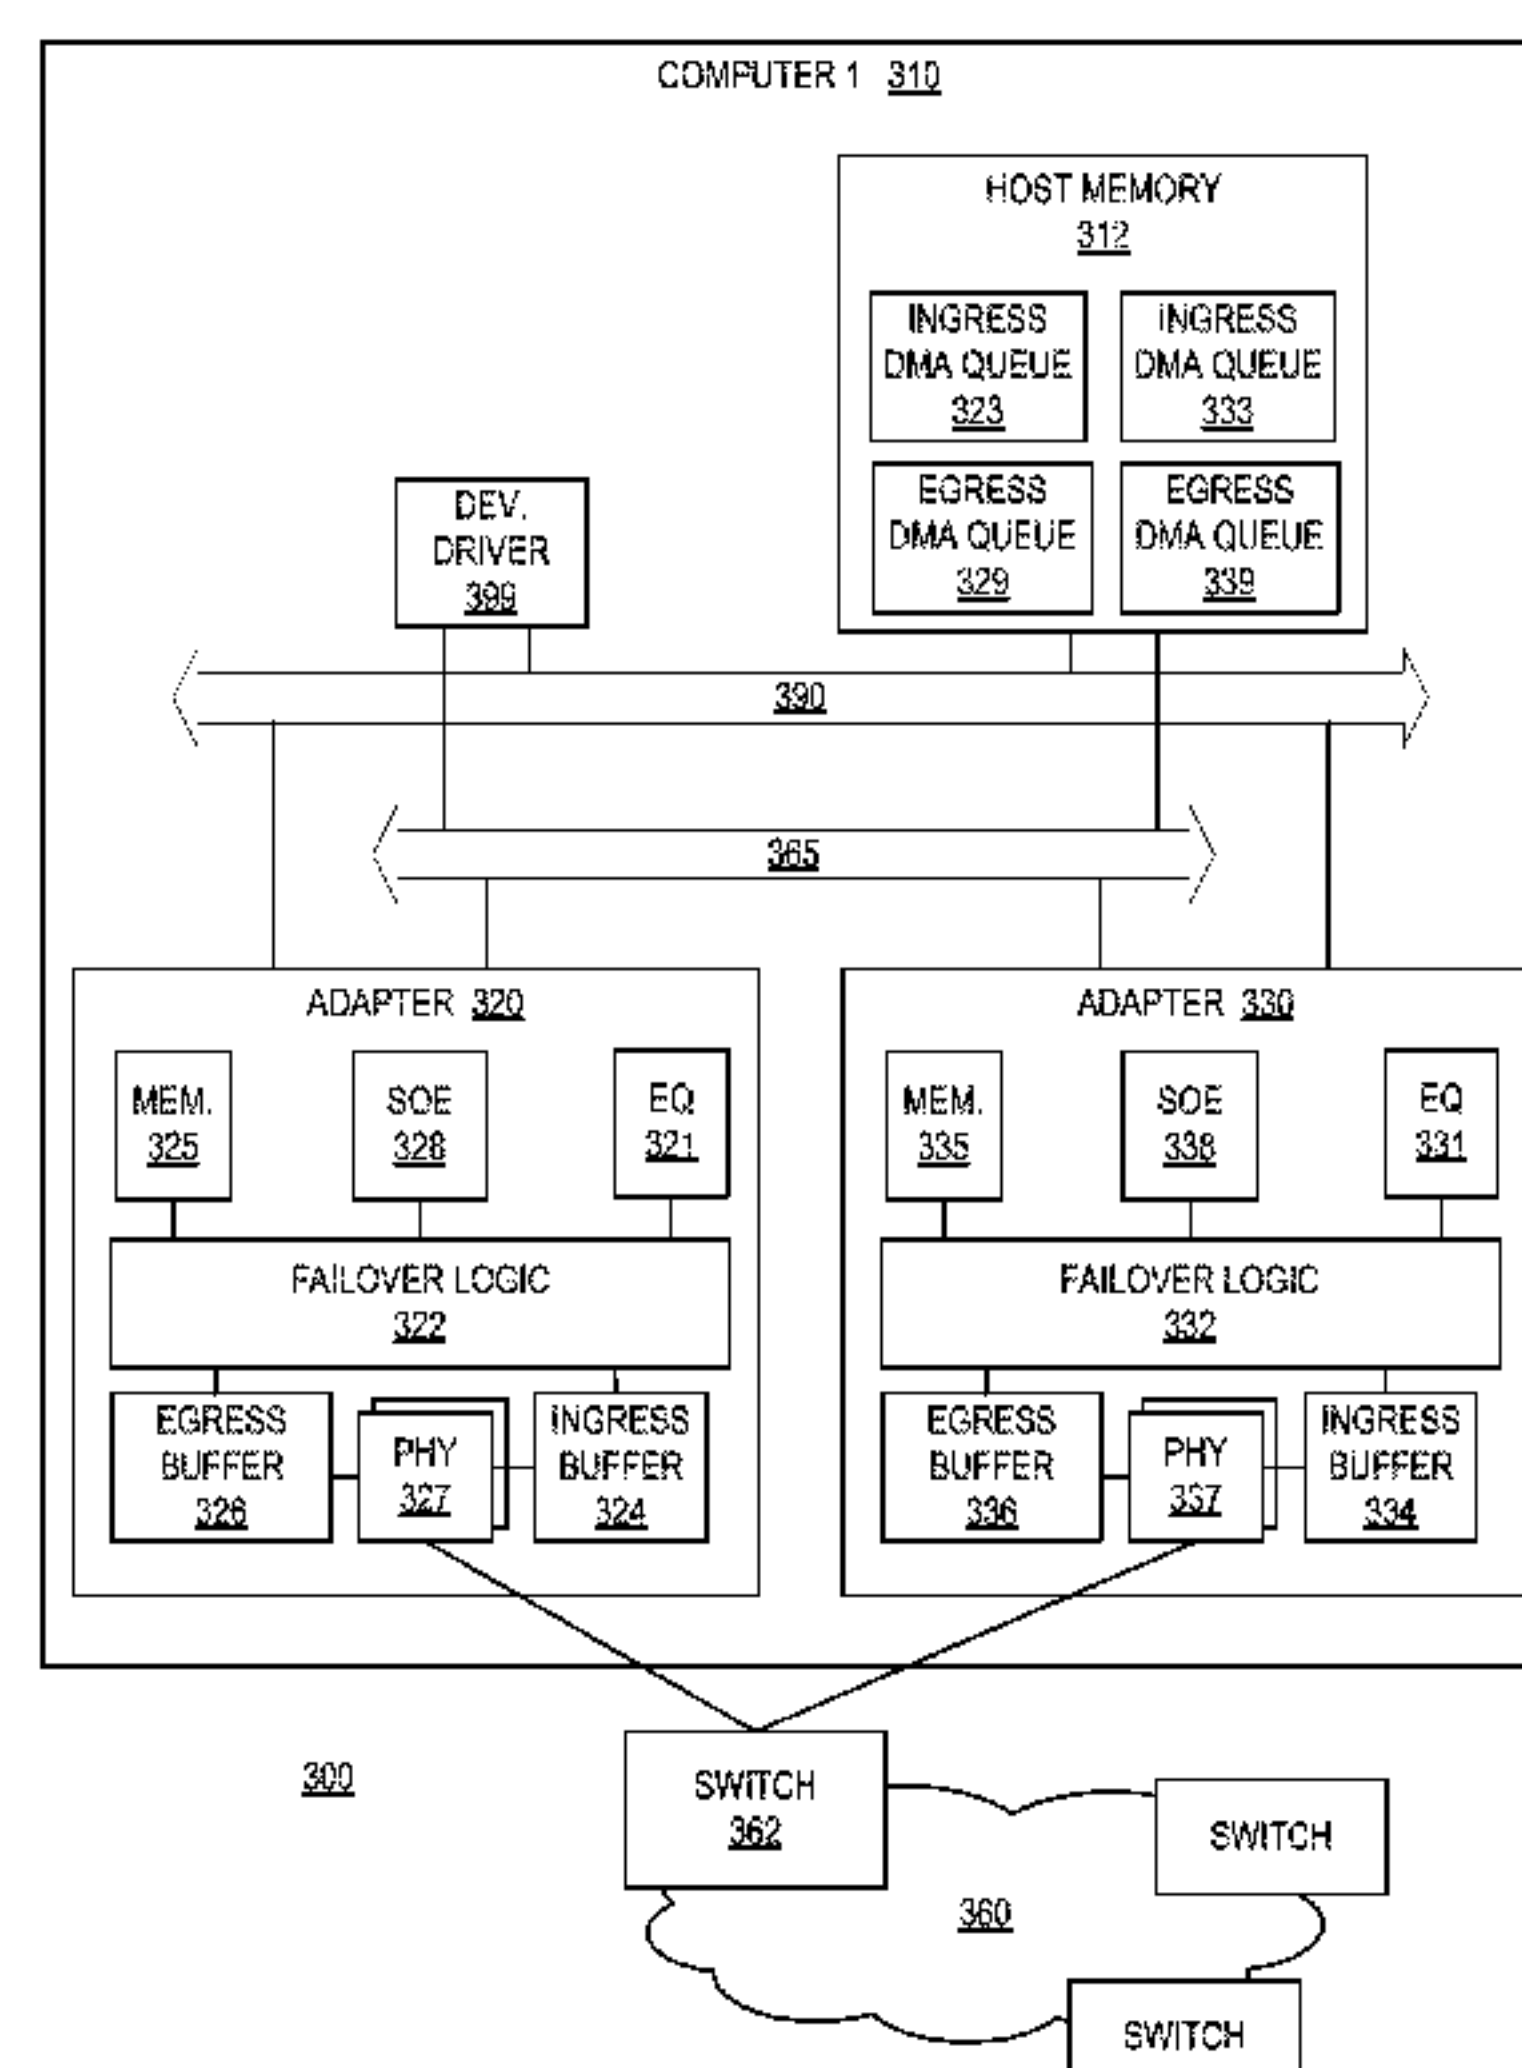 COMPUTER 1 310
HOST MEMORY
312
INGRESS
DMA QUEUE
323
INGRESS
DMA QUEUE
333
EGRESS
DMA QUEUE
329
EGRESS
DMA QUEUE
339
DEV.
DRIVER
399
390
365
ADAPTER 320
MEM.
325
SOE
328
EQ
321
FAILOVER LOGIC
322
EGRESS
BUFFER
326
PHY
327
INGRESS
BUFFER
324
ADAPTER 330
MEM.
335
SOE
338
EQ
331
FAILOVER LOGIC
332
EGRESS
BUFFER
336
PHY
337
INGRESS
BUFFER
334
300
SWITCH
362
SWITCH
360
SWITCH